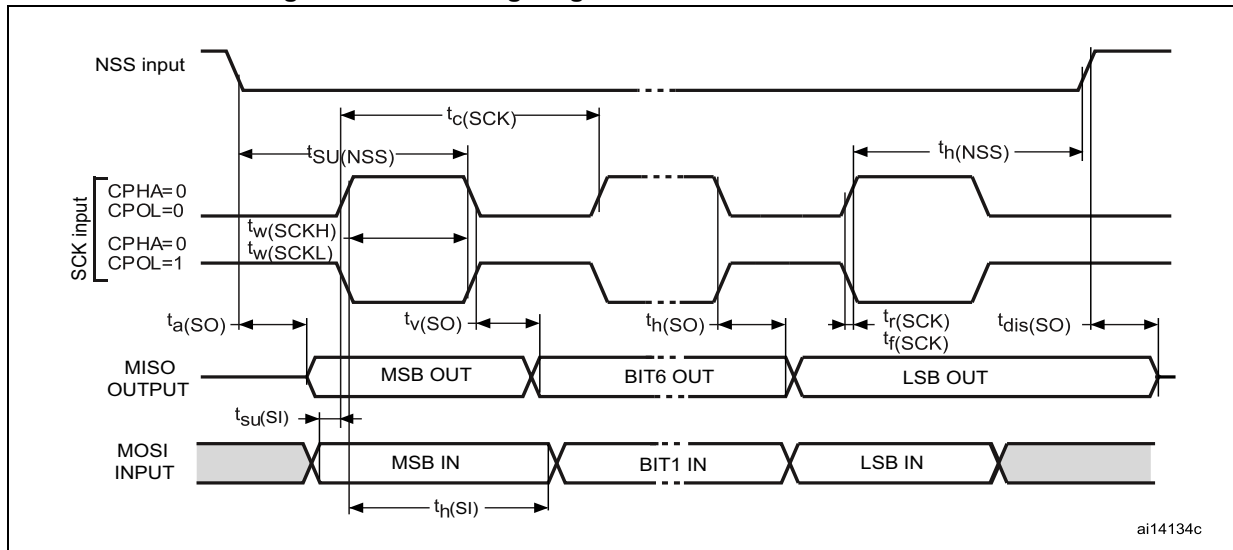 NSS input
tc(SCK)
tSU(NSS)
th(NSS)
SCK input
CPHA=0
CPOL=0
CPHA=0
CPOL=1
tw(SCKH)
tw(SCKL)
ta(SO)
tv(SO)
th(SO)
tr(SCK)
tf(SCK)
tdis(SO)
MISO
OUTPUT
MSB OUT
BIT6 OUT
LSB OUT
tsu(SI)
MOSI
INPUT
MSB IN
BIT1 IN
LSB IN
th(SI)
ai14134c